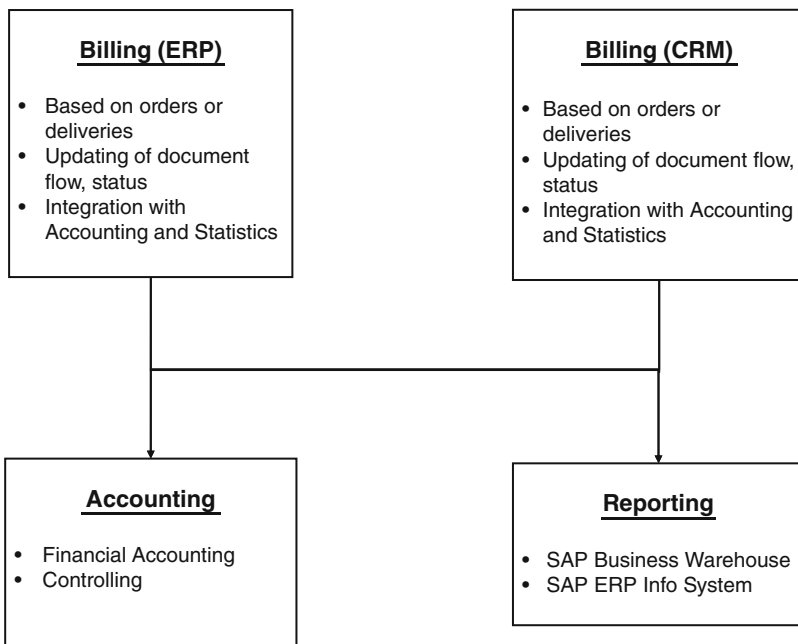 Billing (ERP)
• Based on orders or
deliveries
• Updating of document
flow, status
• Integration with
Accounting and Statistics
Billing (CRM)
• Based on orders or
deliveries
• Updating of document flow,
status
• Integration with Accounting
and Statistics
Accounting
• Financial Accounting
• Controlling
Reporting
• SAP Business Warehouse
• SAP ERP Info System